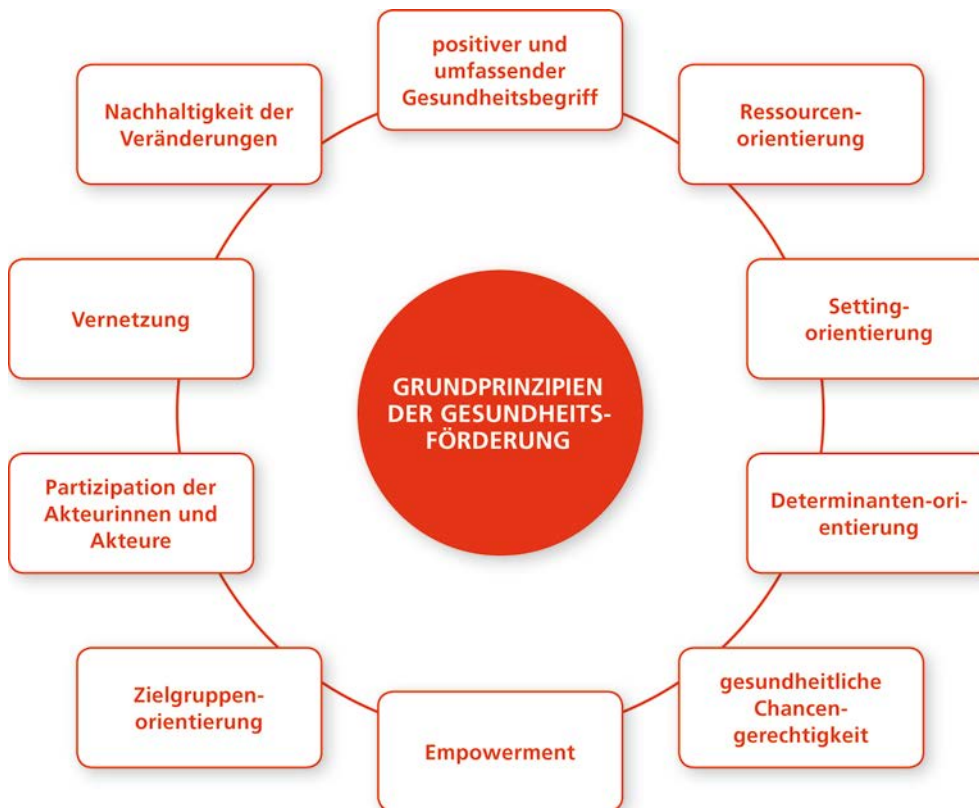 positiver und
umfassender
Gesundheitsbegriff
Ressourcen-
orientierung
Setting-
orientierung
Determinanten-ori-
entierung
gesundheitliche
Chancen-
gerechtigkeit
Empowerment
Zielgruppen-
orientierung
Partizipation der
Akteurinnen und
Akteure
Vernetzung
Nachhaltigkeit der
Veränderungen
GRUNDPRINZIPIEN
DER GESUNDHEITS-
FÖRDERUNG